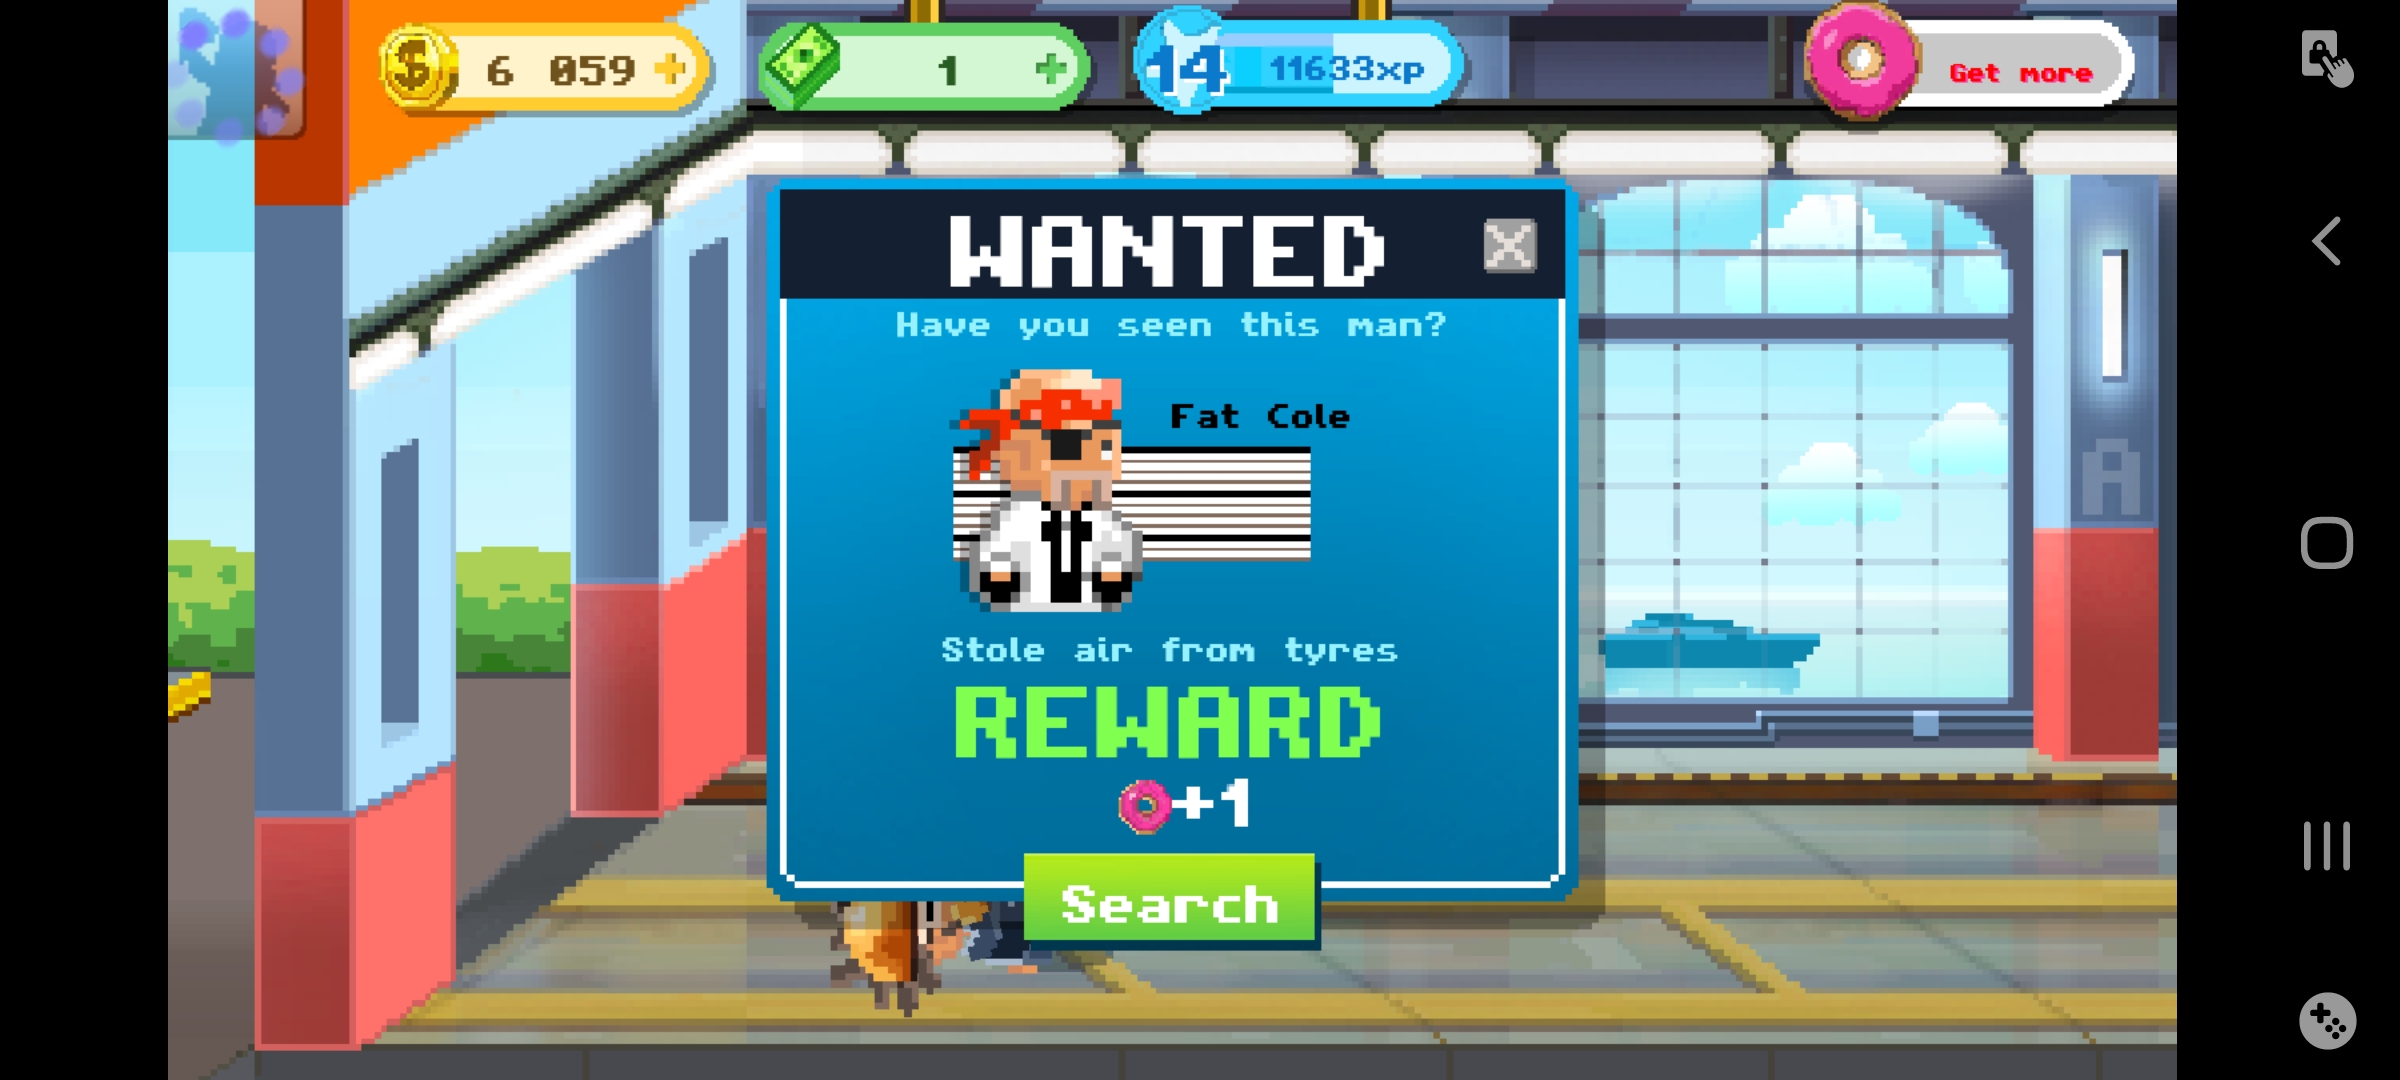 6 059 +
1 +
14 11633xp
Get more
WANTED
Have you seen this man?
Fat Cole
Stole air from tyres
REWARD
+1
Search
A